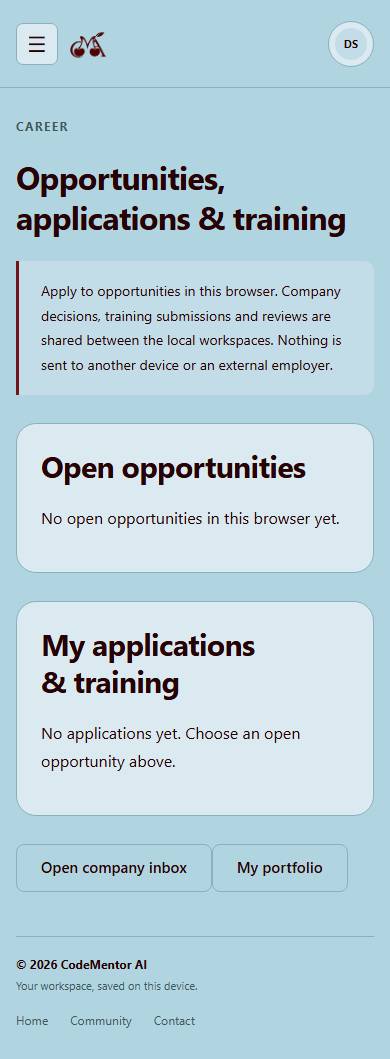 DS
CAREER
Opportunities,
applications & training
Apply to opportunities in this browser. Company
decisions, training submissions and reviews are
shared between the local workspaces. Nothing is
sent to another device or an external employer.
Open opportunities
No open opportunities in this browser yet.
My applications
& training
No applications yet. Choose an open
opportunity above.
Open company inbox
My portfolio
© 2026 CodeMentor AI
Your workspace, saved on this device.
Home Community Contact